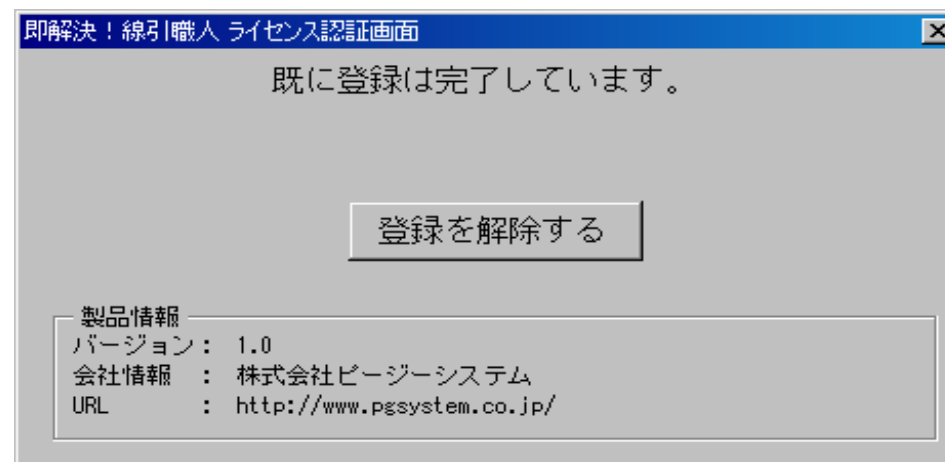 即解決！線引職人 ライセンス認証画面
既に登録は完了しています。
登録を解除する
製品情報
バージョン： 1.0
会社情報 ： 株式会社ピージーシステム
URL ： http://www.pgsystem.co.jp/